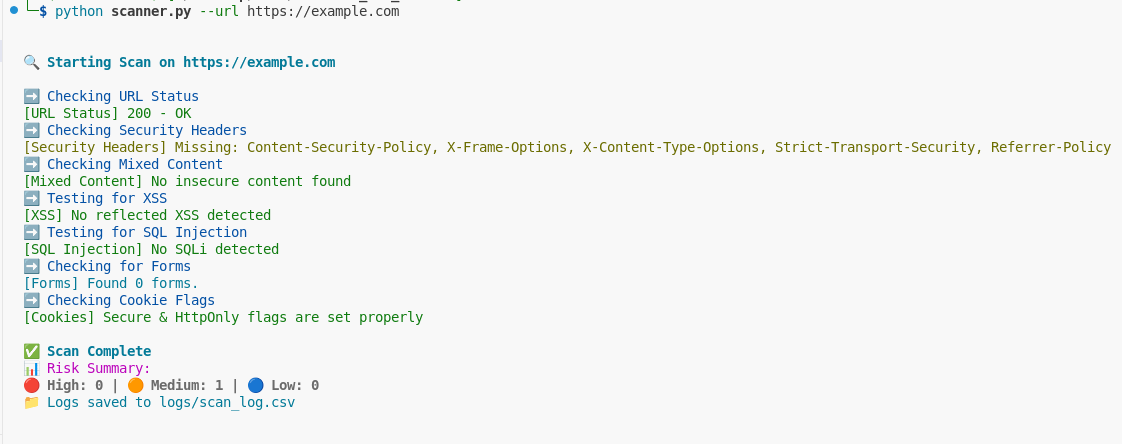 $ python scanner.py --url https://example.com
🔍 Starting Scan on https://example.com
➡️ Checking URL Status
[URL Status] 200 - OK
➡️ Checking Security Headers
[Security Headers] Missing: Content-Security-Policy, X-Frame-Options, X-Content-Type-Options, Strict-Transport-Security, Referrer-Policy
➡️ Checking Mixed Content
[Mixed Content] No insecure content found
➡️ Testing for XSS
[XSS] No reflected XSS detected
➡️ Testing for SQL Injection
[SQL Injection] No SQLi detected
➡️ Checking for Forms
[Forms] Found 0 forms.
➡️ Checking Cookie Flags
[Cookies] Secure & HttpOnly flags are set properly
✅ Scan Complete
📊 Risk Summary:
🔴 High: 0 | 🟠 Medium: 1 | 🔵 Low: 0
📁 Logs saved to logs/scan_log.csv